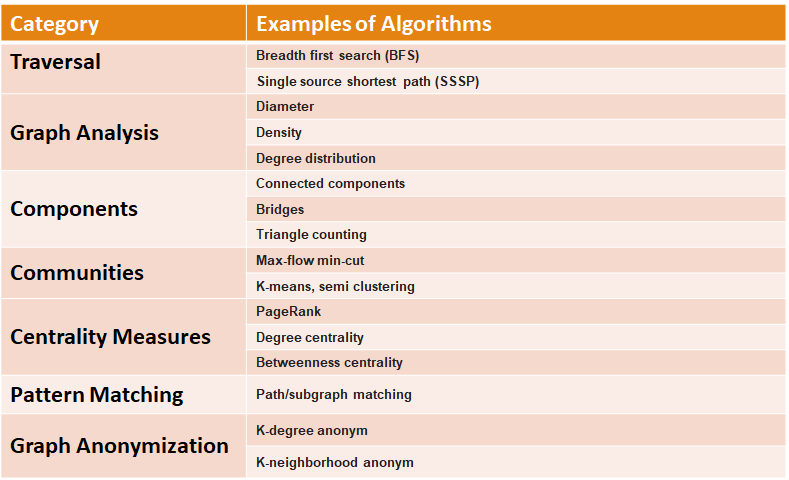 Category Examples of Algorithms
Traversal Breadth first search (BFS)
Single source shortest path (SSSP)
Graph Analysis Diameter
Density
Degree distribution
Components Connected components
Bridges
Triangle counting
Communities Max-flow min-cut
K-means, semi clustering
Centrality Measures PageRank
Degree centrality
Betweenness centrality
Pattern Matching Path/subgraph matching
Graph Anonymization K-degree anonym
K-neighborhood anonym